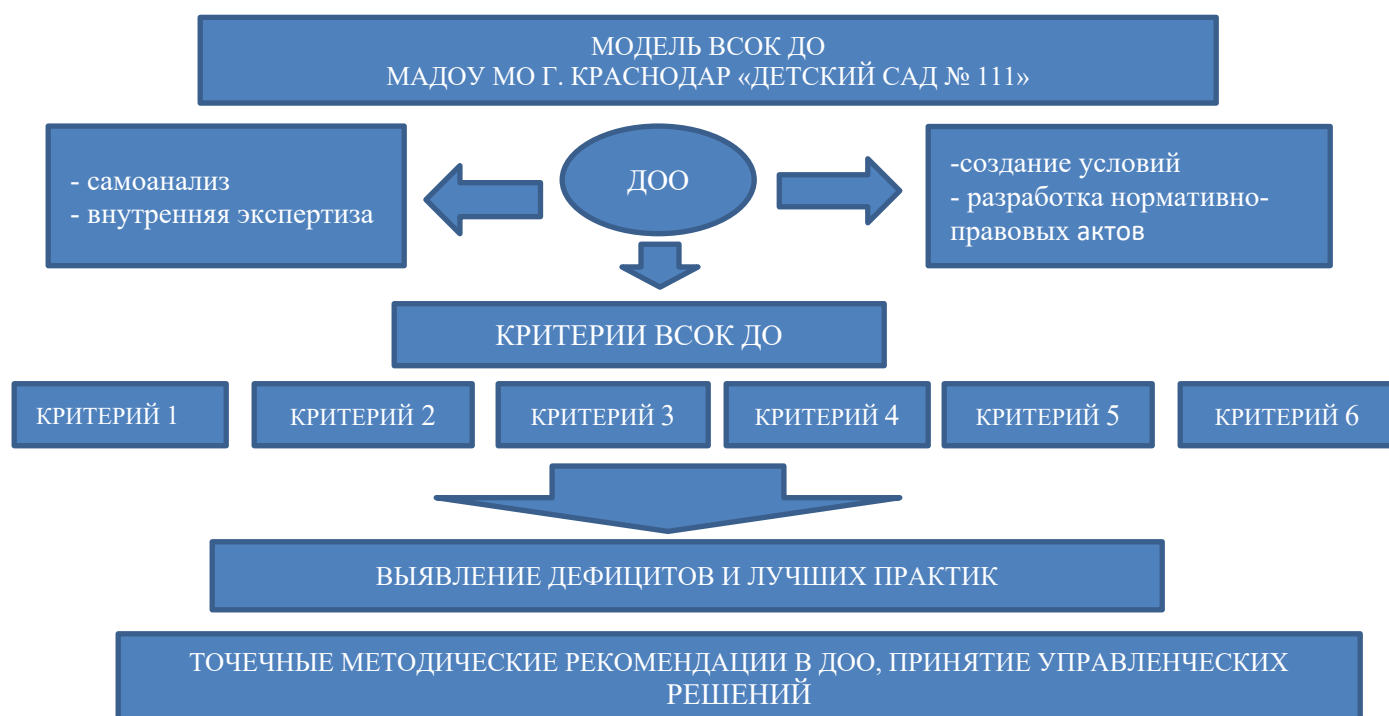 МОДЕЛЬ ВСОК ДО
МАДОУ МО Г. КРАСНОДАР «ДЕТСКИЙ САД № 111»
- самоанализ
- внутренняя экспертиза
ДОО
-создание условий
- разработка нормативно-
правовых актов
КРИТЕРИИ ВСОК ДО
КРИТЕРИЙ 1
КРИТЕРИЙ 2
КРИТЕРИЙ 3
КРИТЕРИЙ 4
КРИТЕРИЙ 5
КРИТЕРИЙ 6
ВЫЯВЛЕНИЕ ДЕФИЦИТОВ И ЛУЧШИХ ПРАКТИК
ТОЧЕЧНЫЕ МЕТОДИЧЕСКИЕ РЕКОМЕНДАЦИИ В ДОО, ПРИНЯТИЕ УПРАВЛЕНЧЕСКИХ
РЕШЕНИЙ